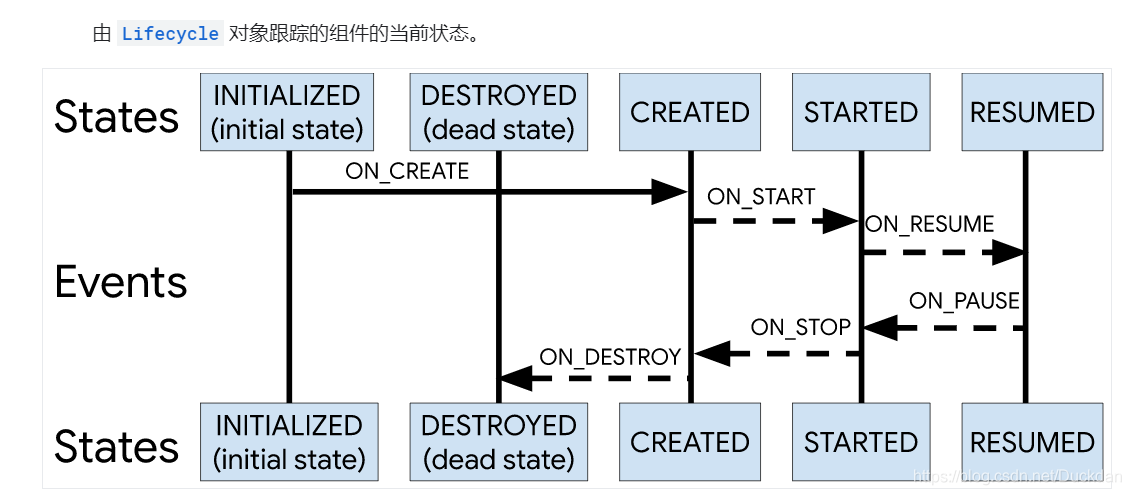 由 Lifecycle 对象跟踪的组件的当前状态。
States
INITIALIZED
(initial state)
DESTROYED
(dead state)
CREATED
STARTED
RESUMED
ON_CREATE
ON_START
ON_RESUME
Events
ON_PAUSE
ON_STOP
ON_DESTROY
States
INITIALIZED
(initial state)
DESTROYED
(dead state)
CREATED
STARTED
RESUMED
https://blog.csdn.net/Duckdan